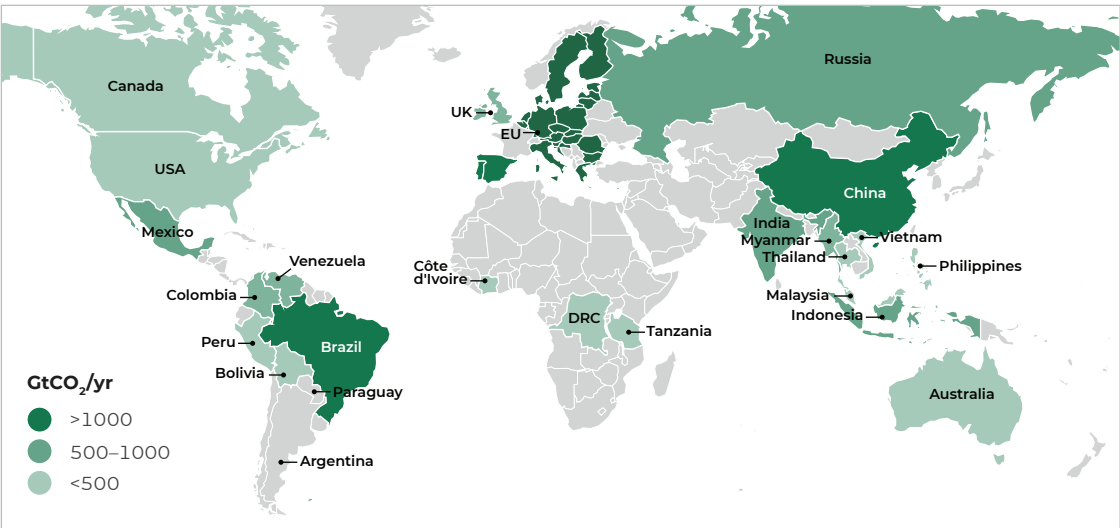 Canada
Russia
UK
EU
USA
China
Mexico
India
Myanmar
Vietnam
Thailand
Venezuela
Côte
d'Ivoire
Philippines
Colombia
Malaysia
Indonesia
DRC
Tanzania
Peru
Brazil
Bolivia
Paraguay
Australia
Argentina
GtCO₂/yr
>1000
500–1000
<500